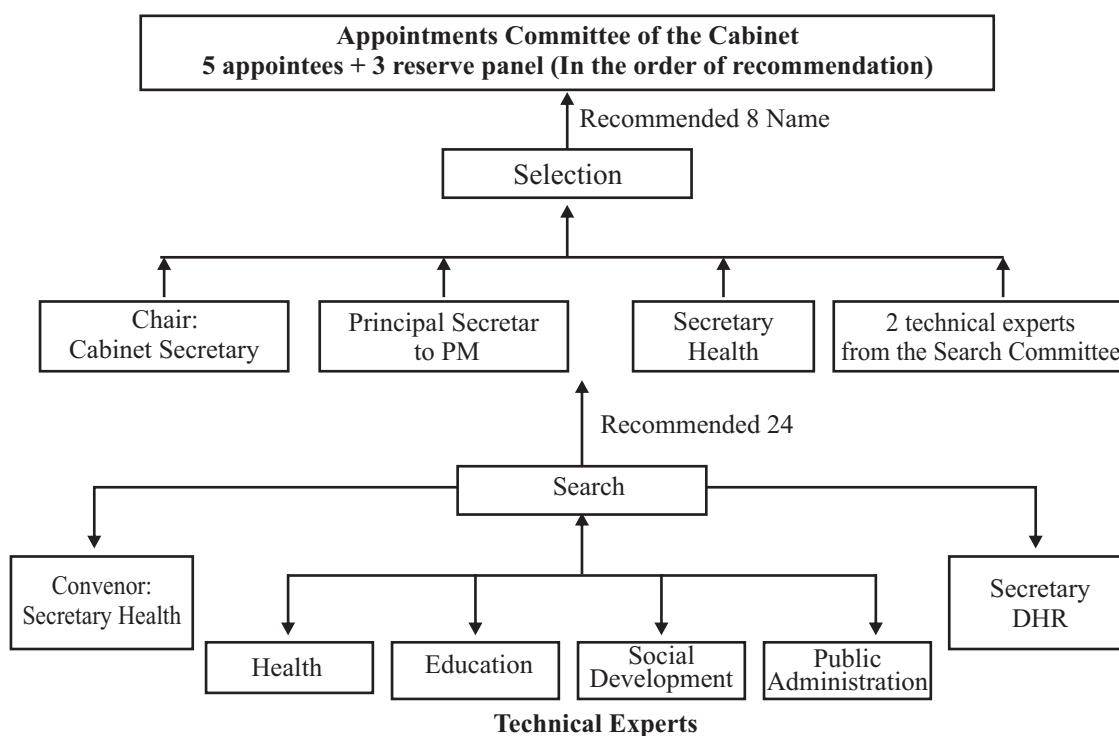 Appointments Committee of the Cabinet
5 appointees + 3 reserve panel (In the order of recommendation)
Recommended 8 Name
Selection
Chair:
Cabinet Secretary
Principal Secretar
to PM
Secretary
Health
2 technical experts
from the Search Committee
Recommended 24
Search
Convenor:
Secretary Health
Secretary
DHR
Health
Education
Social
Development
Public
Administration
Technical Experts